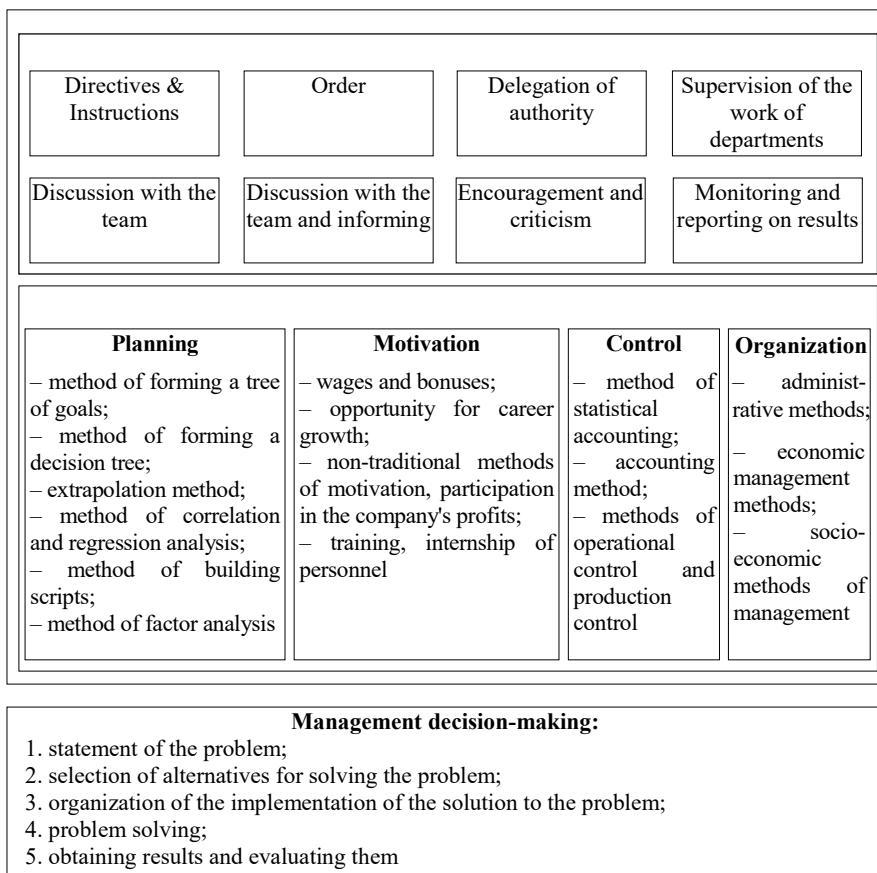 Directives &
Instructions
Order
Delegation of
authority
Supervision of the
work of
departments
Discussion with the
team
Discussion with the
team and informing
Encouragement and
criticism
Monitoring and
reporting on results
Planning
– method of forming a tree
of goals;
– method of forming a
decision tree;
– extrapolation method;
– method of correlation
and regression analysis;
– method of building
scripts;
– method of factor analysis
Motivation
– wages and bonuses;
– opportunity for career
growth;
– non-traditional methods
of motivation, participation
in the company's profits;
– training, internship of
personnel
Control
– method of
statistical
accounting;
– accounting
method;
– methods of
operational
control and
production
control
Organization
– administ-
rative methods;
– economic
management
methods;
– socio-
economic
methods of
management
Management decision-making:
1. statement of the problem;
2. selection of alternatives for solving the problem;
3. organization of the implementation of the solution to the problem;
4. problem solving;
5. obtaining results and evaluating them